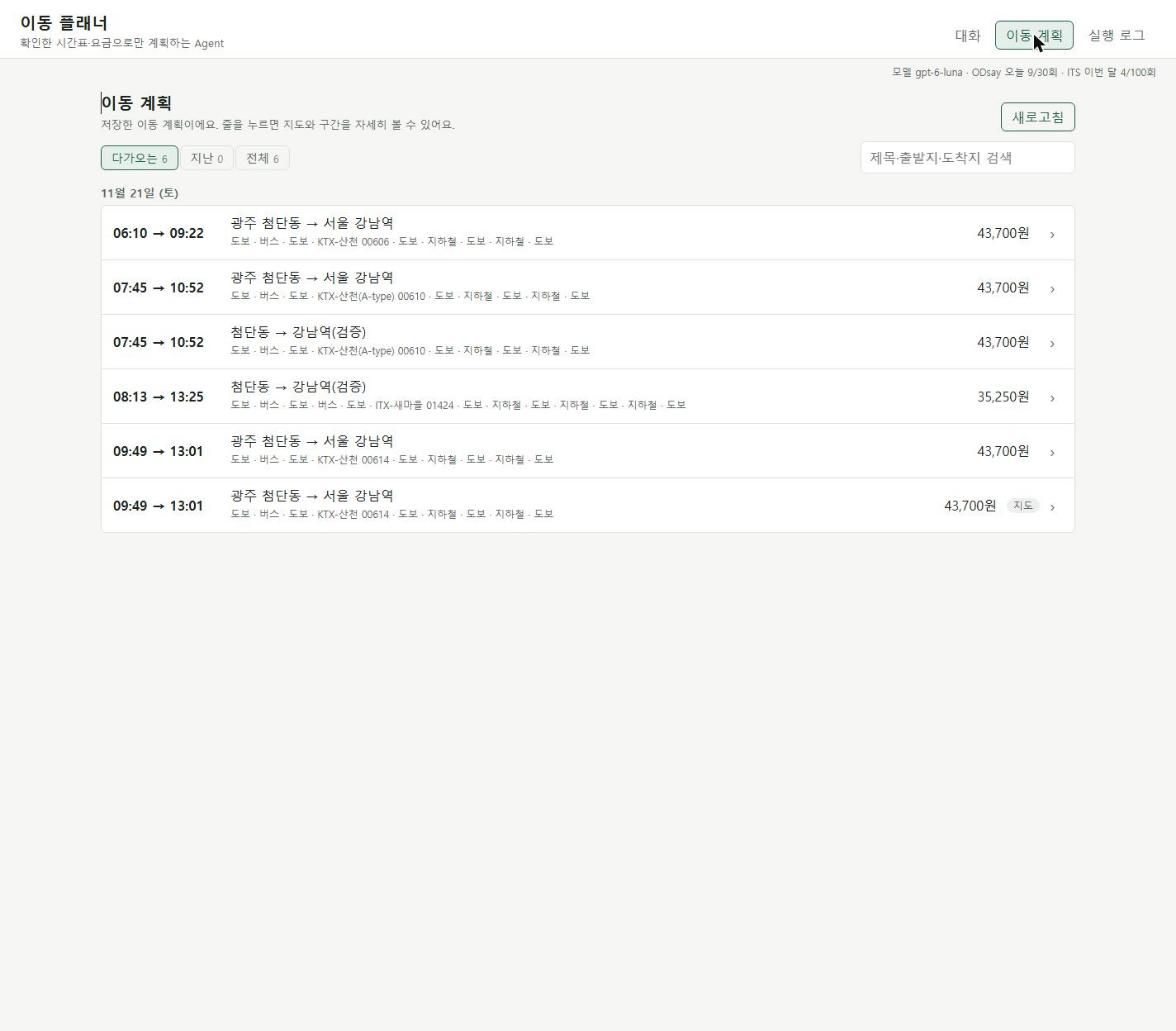 이동 플래너
확인한 시간표·요금으로만 계획하는 Agent
대화 이동 계획 실행 로그
모델 gpt-6-luna · ODsay 오늘 9/30회 · ITS 이번 달 4/100회
이동 계획
저장한 이동 계획이에요. 줄을 누르면 지도와 구간을 자세히 볼 수 있어요.
새로고침
다가오는 6 지난 0 전체 6
제목·출발지·도착지 검색
11월 21일 (토)
06:10 → 09:22 광주 첨단동 → 서울 강남역 43,700원 ›
도보 · 버스 · 도보 · KTX-산천 00606 · 도보 · 지하철 · 도보 · 지하철 · 도보
07:45 → 10:52 광주 첨단동 → 서울 강남역 43,700원 ›
도보 · 버스 · 도보 · KTX-산천(A-type) 00610 · 도보 · 지하철 · 도보 · 지하철 · 도보
07:45 → 10:52 첨단동 → 강남역(검증) 43,700원 ›
도보 · 버스 · 도보 · KTX-산천(A-type) 00610 · 도보 · 지하철 · 도보 · 지하철 · 도보
08:13 → 13:25 첨단동 → 강남역(검증) 35,250원 ›
도보 · 버스 · 도보 · 버스 · 도보 · ITX-새마을 01424 · 도보 · 지하철 · 도보 · 지하철 · 도보 · 지하철 · 도보
09:49 → 13:01 광주 첨단동 → 서울 강남역 43,700원 ›
도보 · 버스 · 도보 · KTX-산천 00614 · 도보 · 지하철 · 도보 · 지하철 · 도보
09:49 → 13:01 광주 첨단동 → 서울 강남역 43,700원 지도 ›
도보 · 버스 · 도보 · KTX-산천 00614 · 도보 · 지하철 · 도보 · 지하철 · 도보